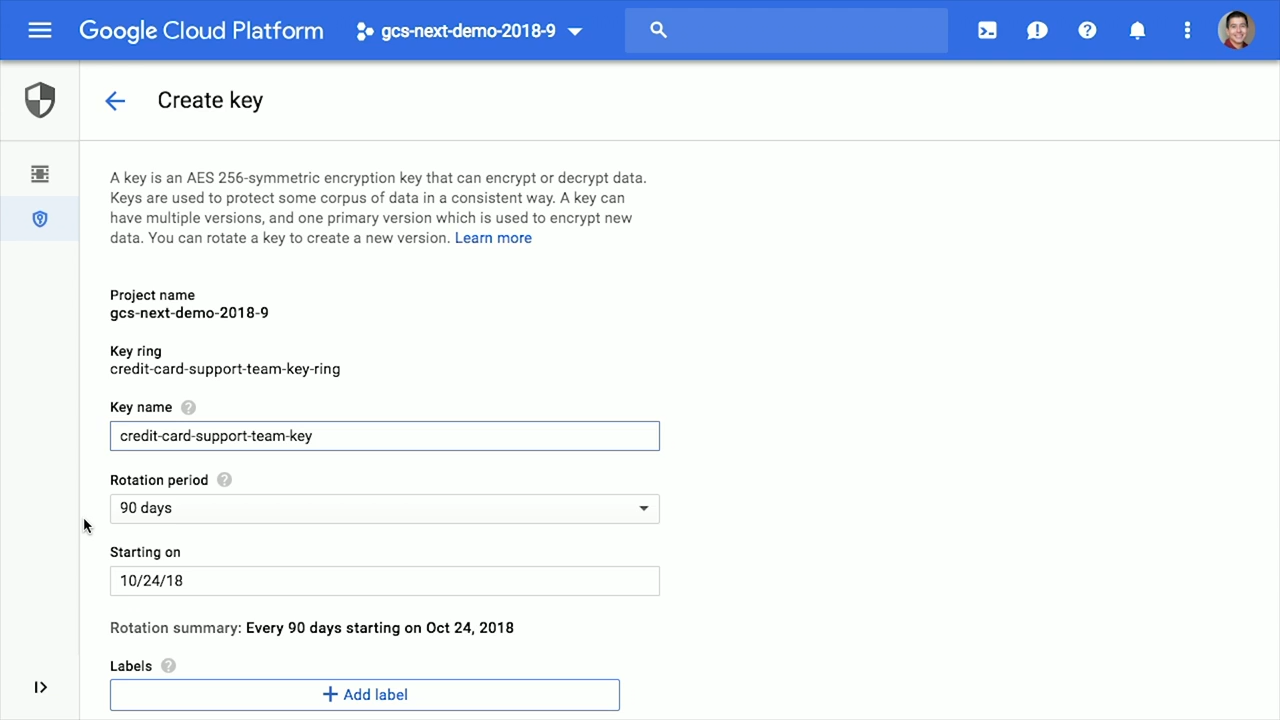 Google Cloud Platform
gcs-next-demo-2018-9
Create key
A key is an AES 256-symmetric encryption key that can encrypt or decrypt data.
Keys are used to protect some corpus of data in a consistent way. A key can
have multiple versions, and one primary version which is used to encrypt new
data. You can rotate a key to create a new version. Learn more
Project name
gcs-next-demo-2018-9
Key ring
credit-card-support-team-key-ring
Key name
credit-card-support-team-key
Rotation period
90 days
Starting on
10/24/18
Rotation summary: Every 90 days starting on Oct 24, 2018
Labels
+ Add label